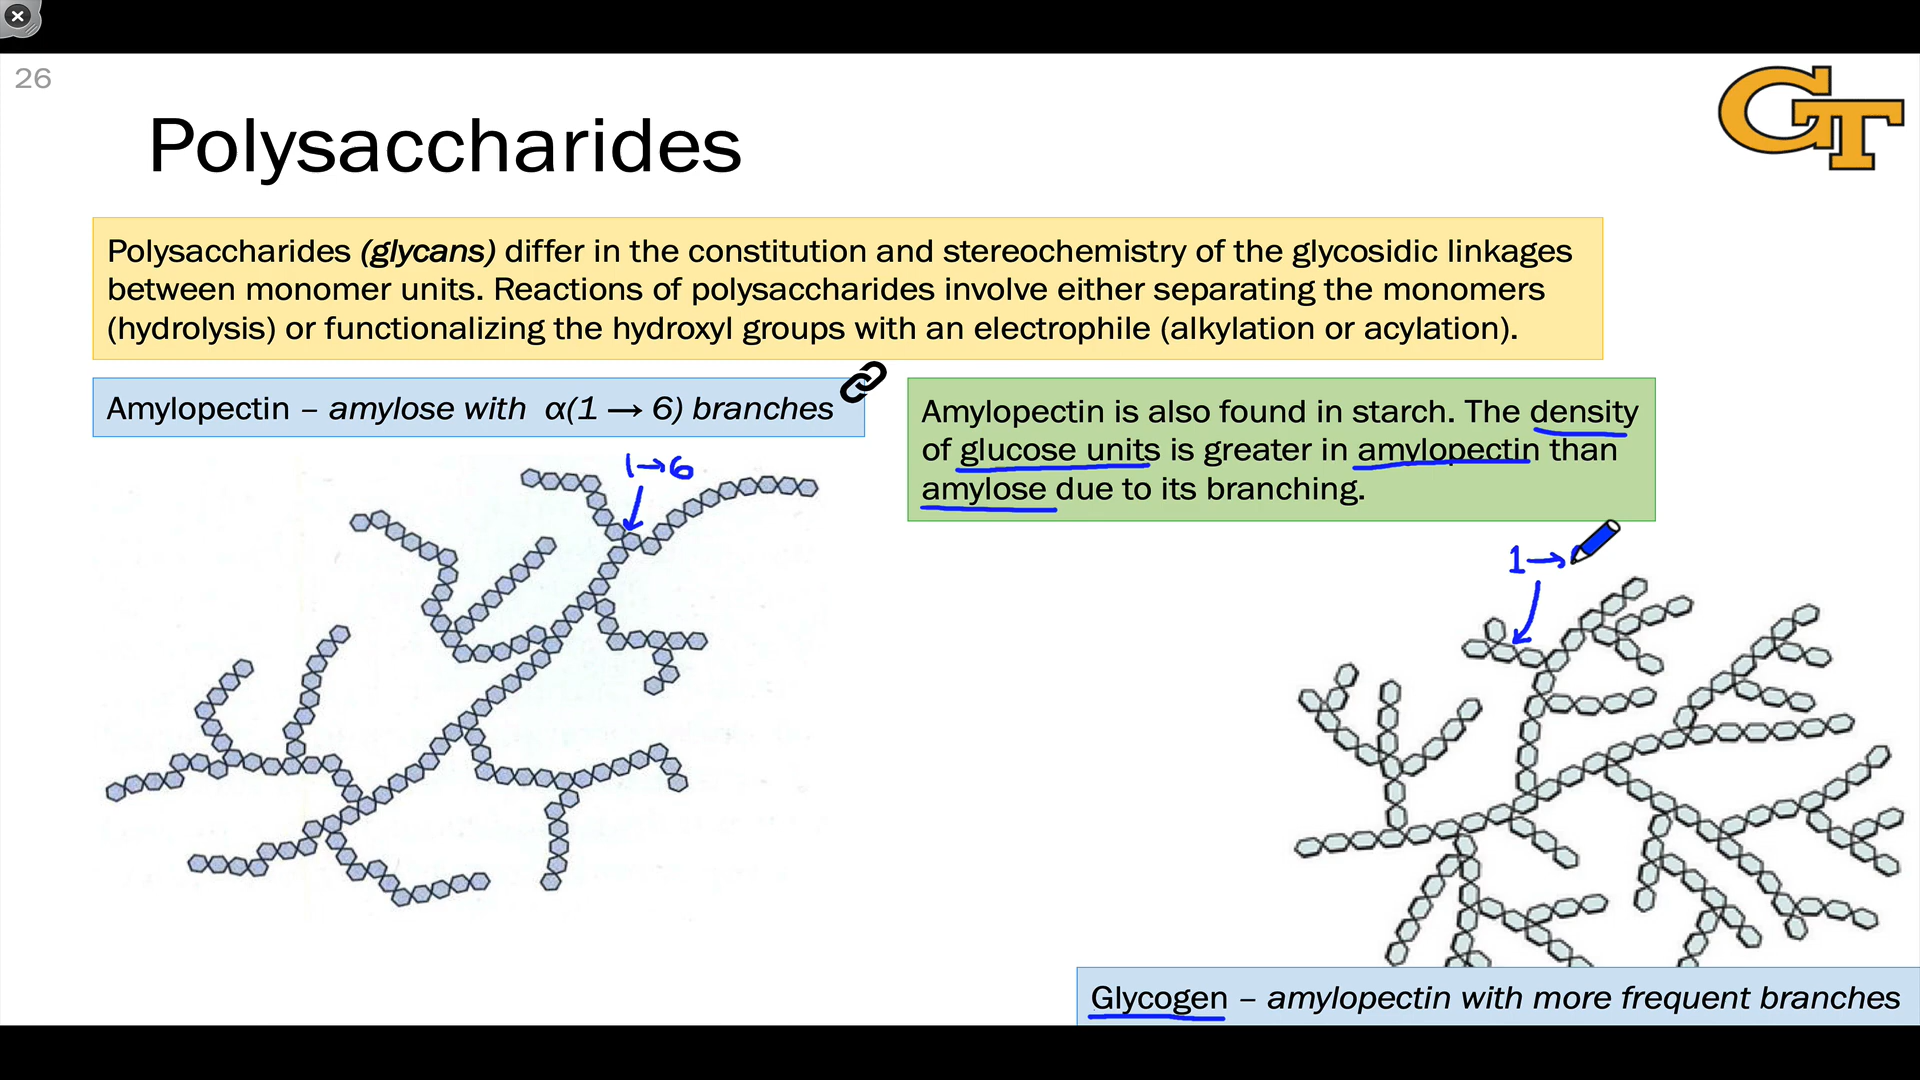 26
GT
Polysaccharides
Polysaccharides (glycans) differ in the constitution and stereochemistry of the glycosidic linkages
between monomer units. Reactions of polysaccharides involve either separating the monomers
(hydrolysis) or functionalizing the hydroxyl groups with an electrophile (alkylation or acylation).
Amylopectin – amylose with α(1 → 6) branches
Amylopectin is also found in starch. The density
of glucose units is greater in amylopectin than
amylose due to its branching.
1→6
1→
Glycogen – amylopectin with more frequent branches